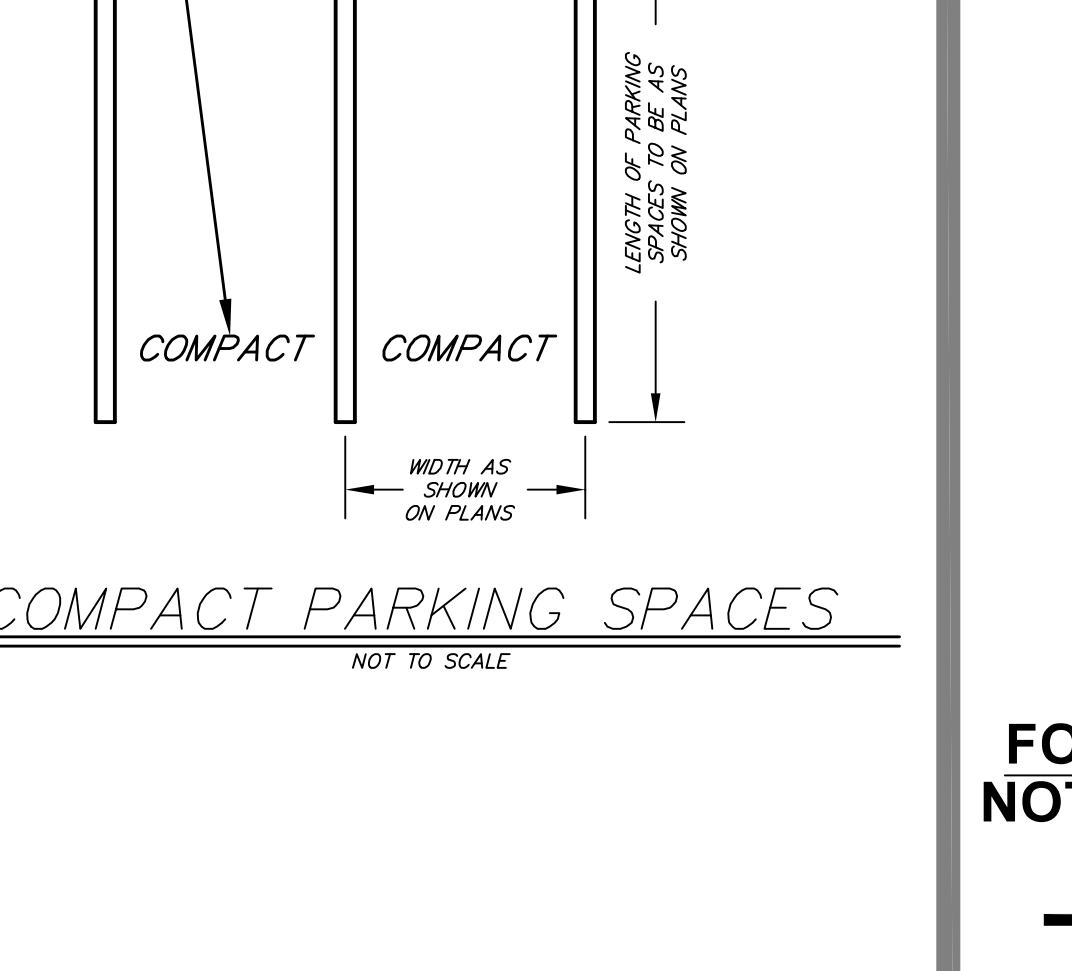 LENGTH OF PARKING
SPACES TO BE AS
SHOWN ON PLANS
COMPACT
COMPACT
WIDTH AS
SHOWN
ON PLANS
COMPACT PARKING SPACES
NOT TO SCALE